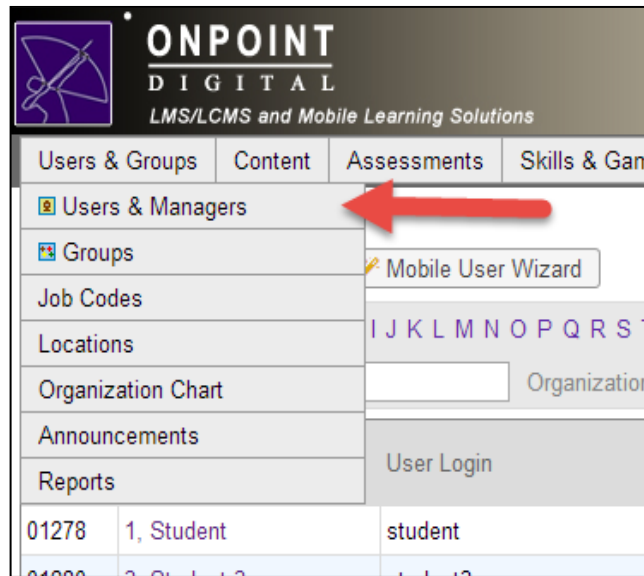 ONPOINT
DIGITAL
LMS/LCMS and Mobile Learning Solutions
Users & Groups Content Assessments Skills &
Users & Managers
Groups
Mobile User Wizard
Job Codes
I J K L M N O P Q R S
Locations
Organization Chart
Organization
Announcements
User Login
Reports
01278 1, Student student